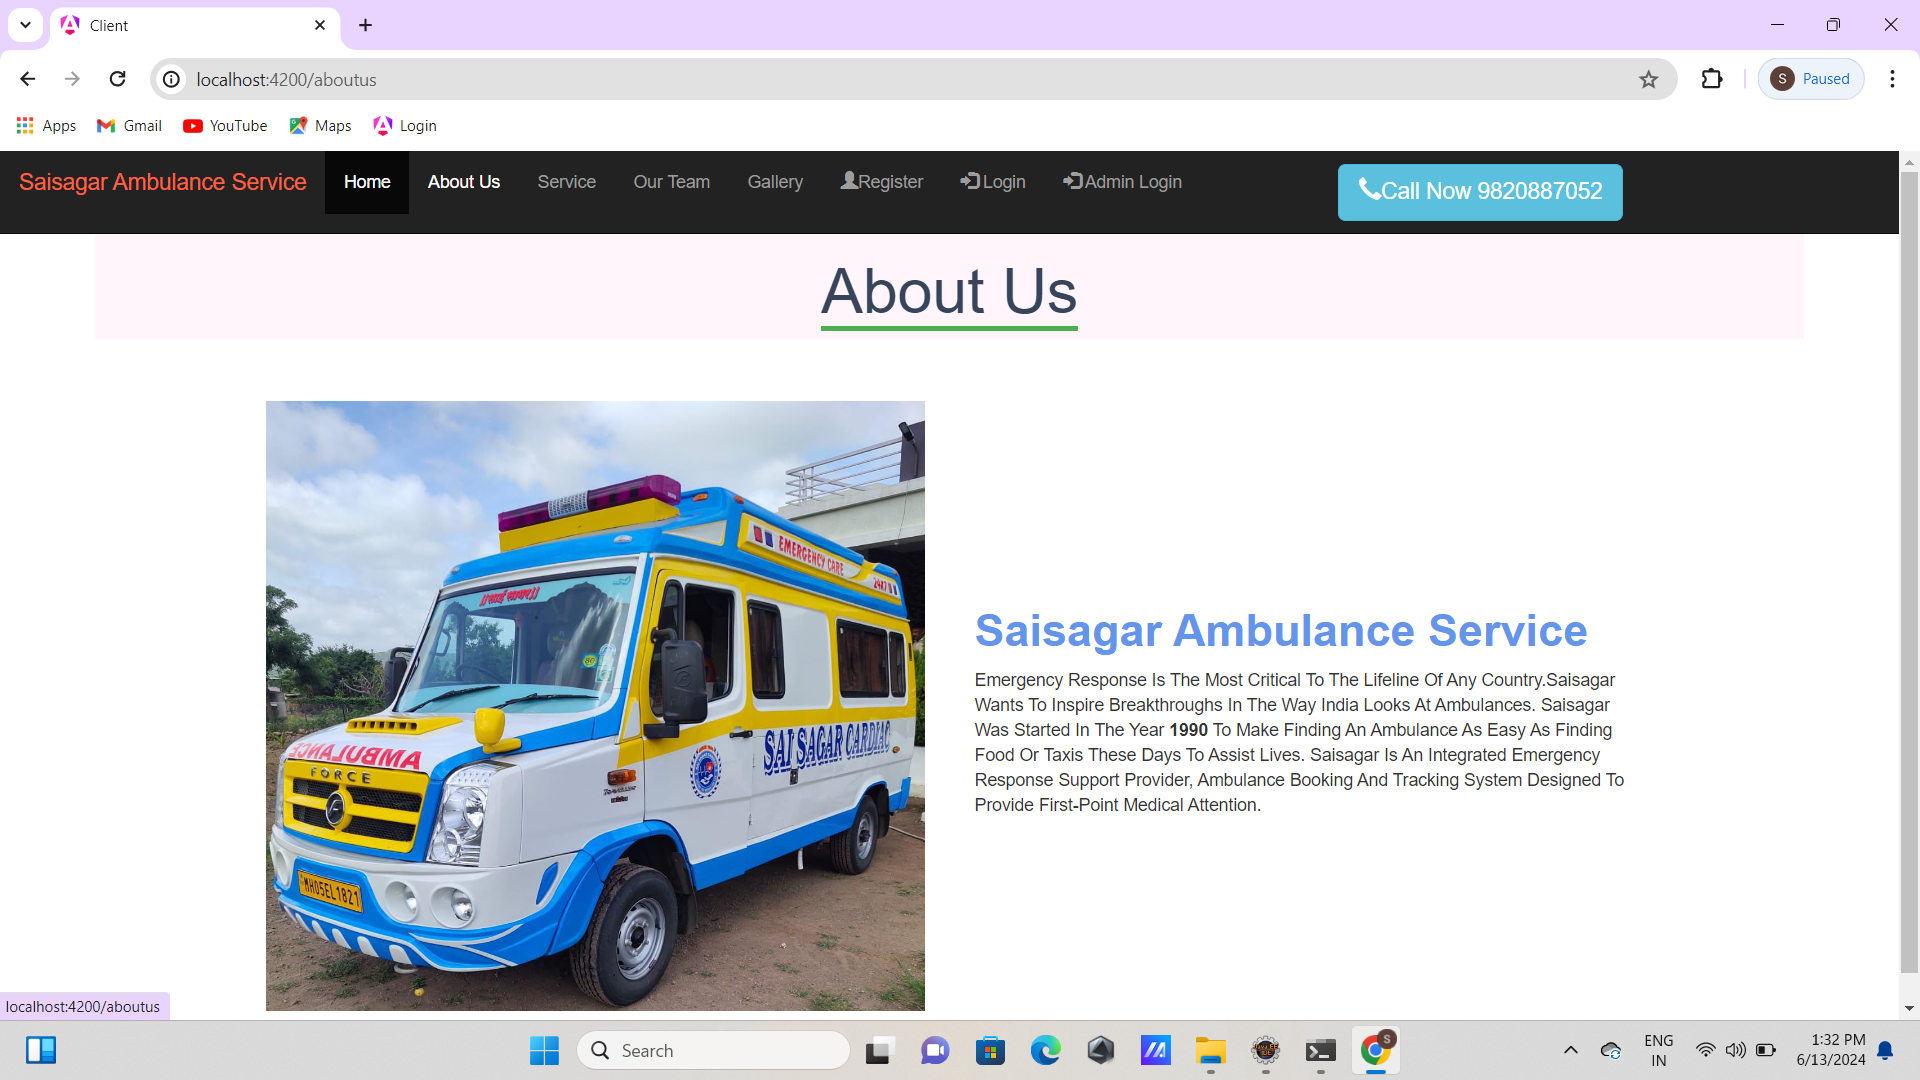 Client
localhost:4200/aboutus
S
Paused
Apps
Gmail
YouTube
Maps
Login
Saisagar Ambulance Service
Home
About Us
Service
Our Team
Gallery
Register
Login
Admin Login
Call Now 9820887052
About Us
EMERGENCY CARE
24x7
AMBULANCE
FORCE
SAI SAGAR CARDIAC
MH05EL1821
Saisagar Ambulance Service
Emergency Response Is The Most Critical To The Lifeline Of Any Country.Saisagar
Wants To Inspire Breakthroughs In The Way India Looks At Ambulances. Saisagar
Was Started In The Year 1990 To Make Finding An Ambulance As Easy As Finding
Food Or Taxis These Days To Assist Lives. Saisagar Is An Integrated Emergency
Response Support Provider, Ambulance Booking And Tracking System Designed To
Provide First-Point Medical Attention.
localhost:4200/aboutus
Search
S
ENG
IN
1:32 PM
6/13/2024